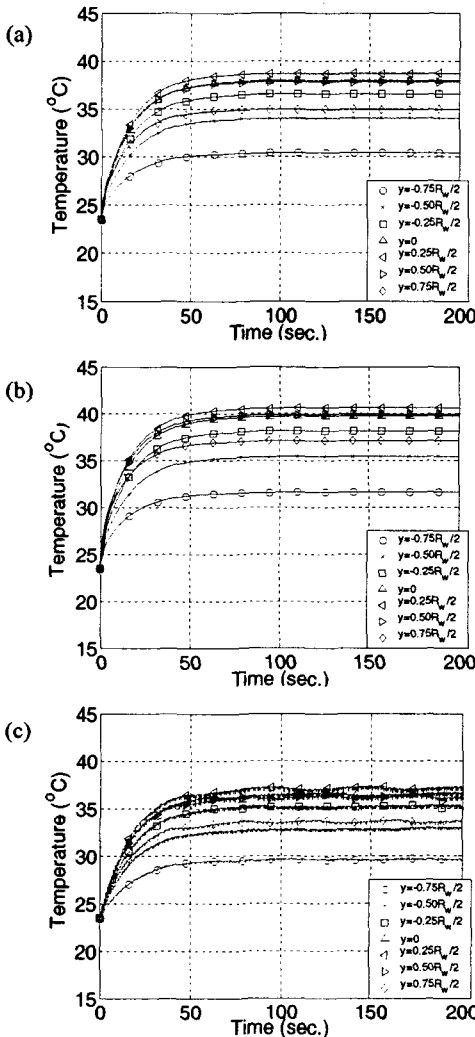 (a)
45
40
35
30
25
20
15
0
50
100
150
200
Temperature (°C)
Time (sec.)
y=-0.75R_w/2
y=-0.50R_w/2
y=-0.25R_w/2
y=0
y=0.25R_w/2
y=0.50R_w/2
y=0.75R_w/2
(b)
45
40
35
30
25
20
15
0
50
100
150
200
Temperature (°C)
Time (sec.)
y=-0.75R_w/2
y=-0.50R_w/2
y=-0.25R_w/2
y=0
y=0.25R_w/2
y=0.50R_w/2
y=0.75R_w/2
(c)
45
40
35
30
25
20
15
0
50
100
150
200
Temperature (°C)
Time (sec.)
y=-0.75R_w/2
y=-0.50R_w/2
y=-0.25R_w/2
y=0
y=0.25R_w/2
y=0.50R_w/2
y=0.75R_w/2